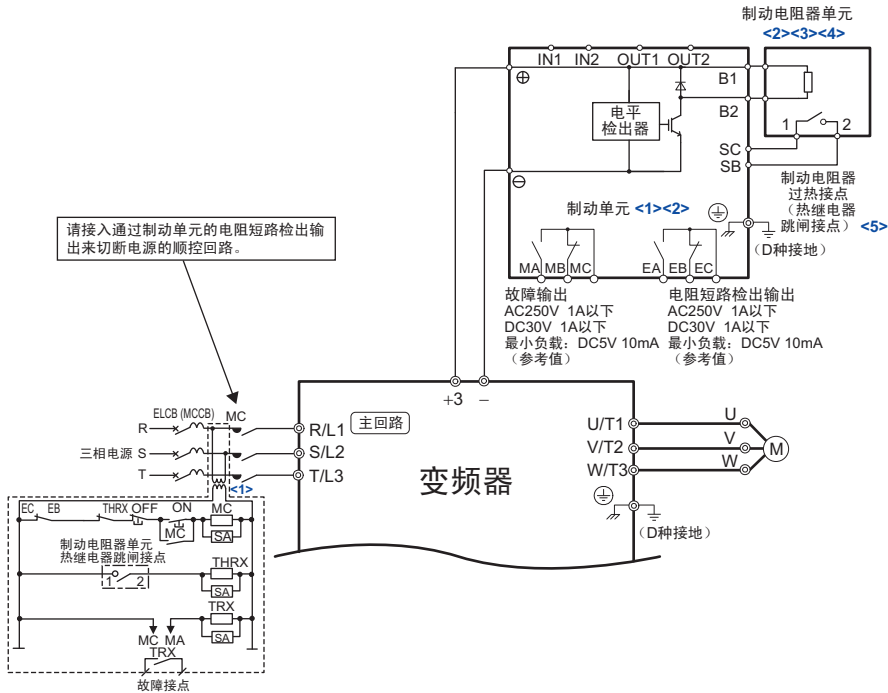 制动电阻器单元
<2><3><4>
IN1 IN2 OUT1 OUT2
⊕
B1
B2
电平
检出器
1 2
SC
SB
⊖
制动电阻器
过热接点
（热继电器
跳闸接点） <5>
制动单元 <1><2>
（D种接地）
MA MB MC
EA EB EC
故障输出
AC250V 1A以下
DC30V 1A以下
最小负载：DC5V 10mA
（参考值）
电阻短路检出输出
AC250V 1A以下
DC30V 1A以下
最小负载：DC5V 10mA
（参考值）
请接入通过制动单元的电阻短路检出输
出来切断电源的顺控回路。
+3 −
ELCB (MCCB) MC
R
三相电源 S
T
R/L1
S/L2
T/L3
主回路
变频器
U/T1
V/T2
W/T3
U
V
W
M
（D种接地）
<1>
EC EB THRX OFF ON MC
MC
SA
制动电阻器单元
热继电器跳闸接点
1 2
THRX
SA
TRX
SA
MC MA
TRX
故障接点